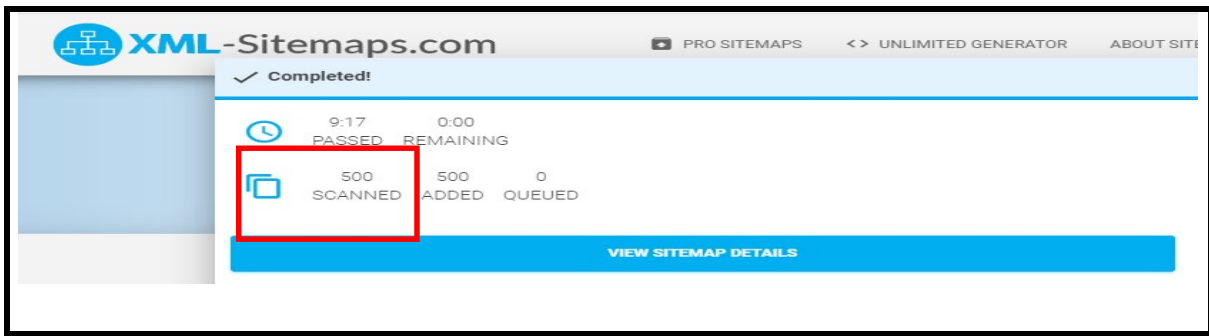 XML-Sitemaps.com PRO SITEMAPS <> UNLIMITED GENERATOR ABOUT SITE
Completed!
9:17 0:00
PASSED REMAINING
500 500 0
SCANNED ADDED QUEUED
VIEW SITEMAP DETAILS